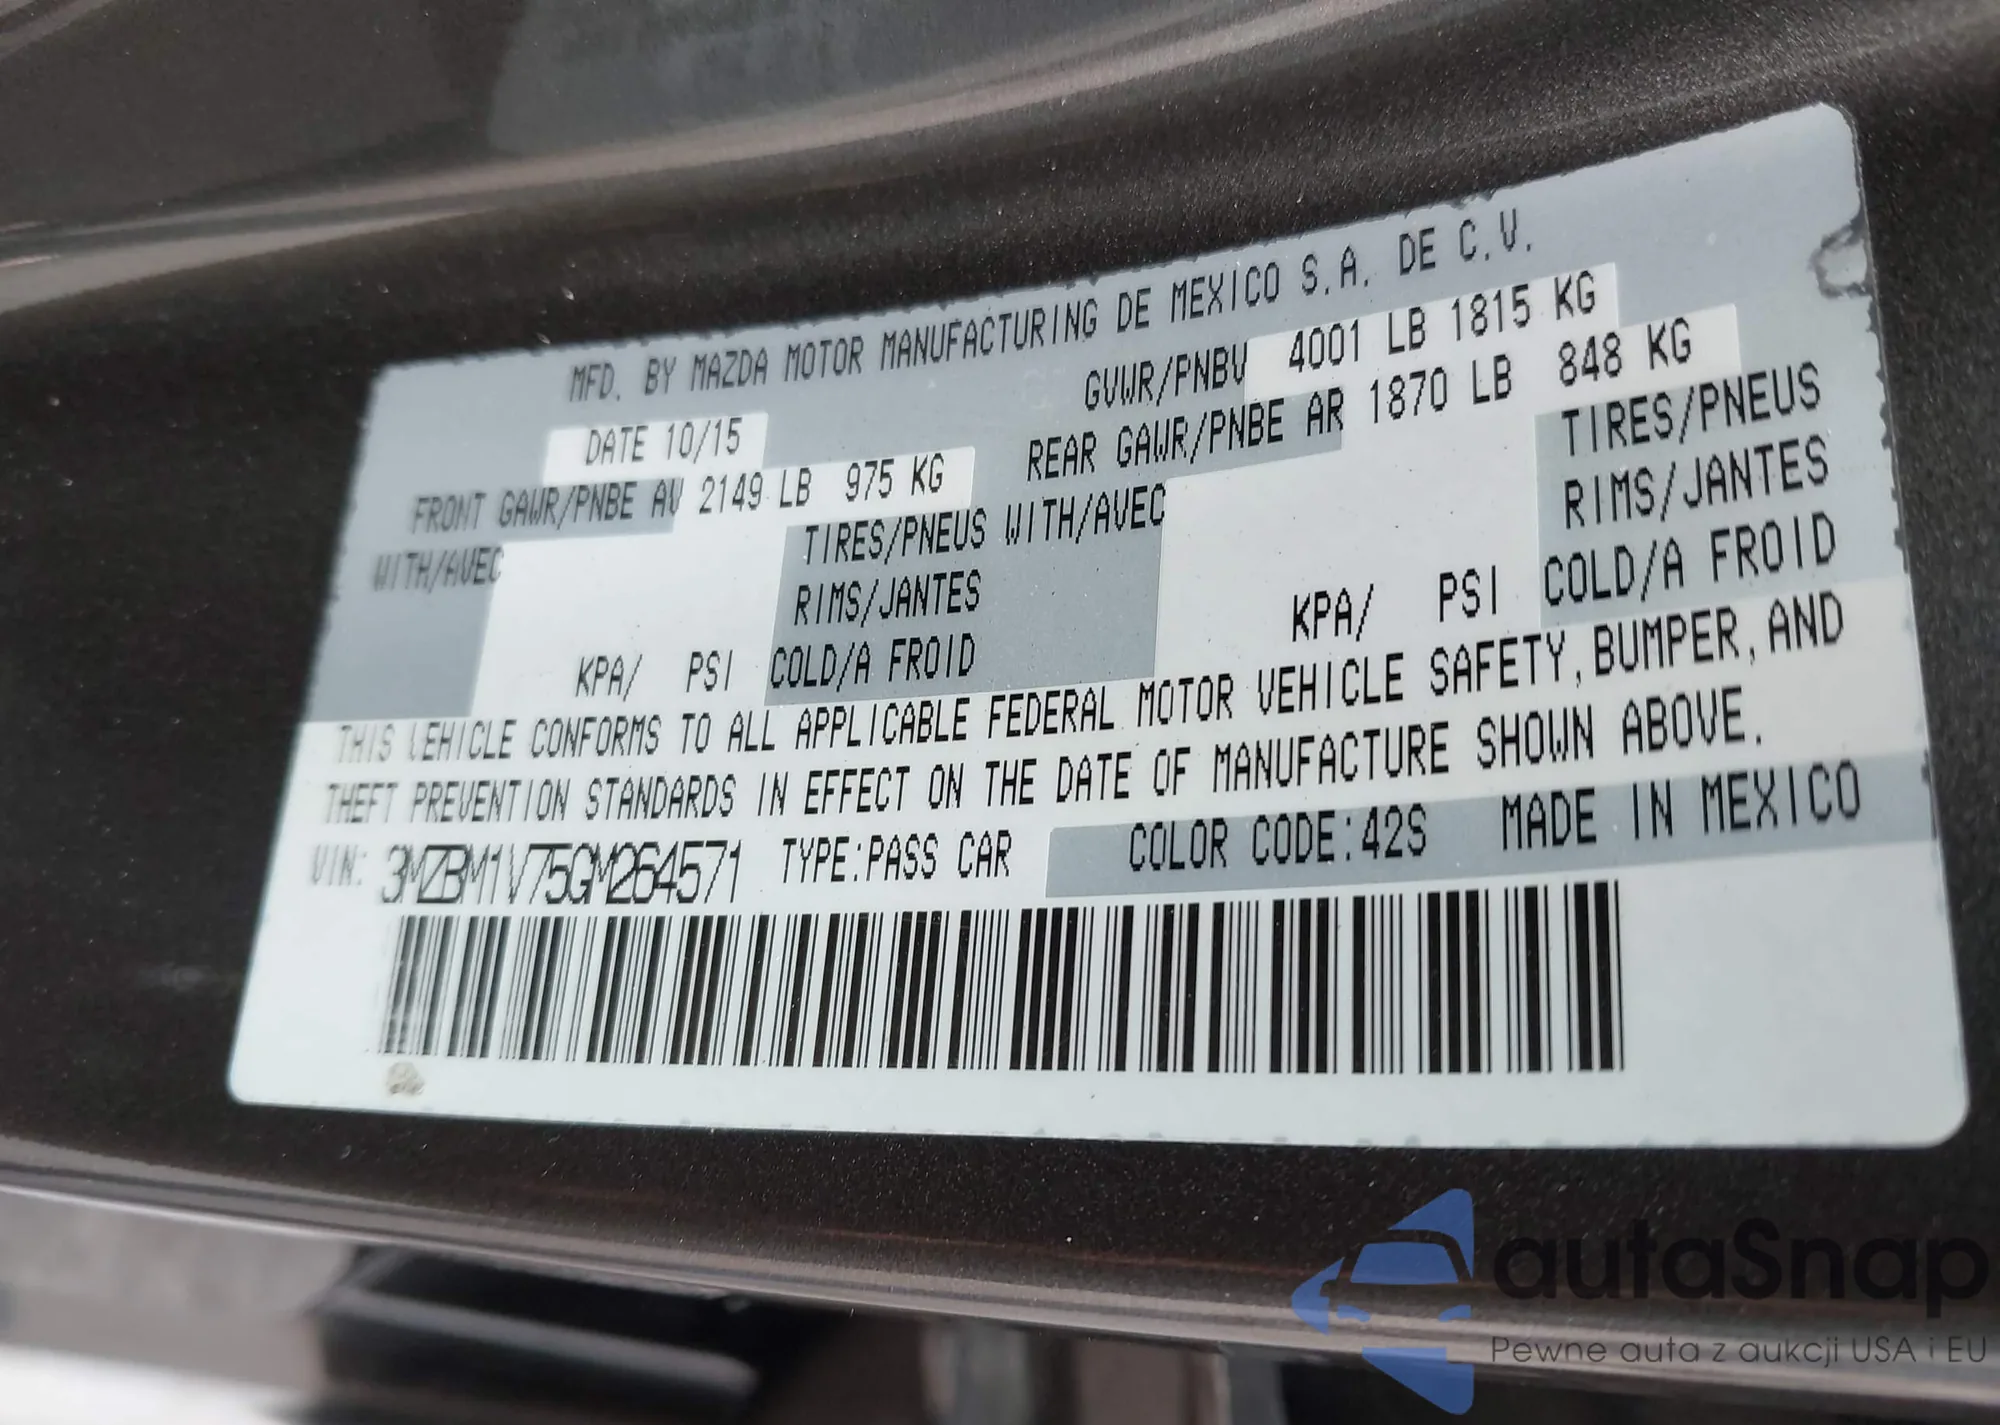 MFD. BY MAZDA MOTOR MANUFACTURING DE MEXICO S.A. DE C.V.
DATE 10/15 GVWR/PNBV 4001 LB 1815 KG
FRONT GAWR/PNBE AV 2149 LB 975 KG REAR GAWR/PNBE AR 1870 LB 848 KG
WITH/AVEC TIRES/PNEUS WITH/AVEC TIRES/PNEUS
RIMS/JANTES RIMS/JANTES
KPA/ PSI COLD/A FROID KPA/ PSI COLD/A FROID
THIS VEHICLE CONFORMS TO ALL APPLICABLE FEDERAL MOTOR VEHICLE SAFETY, BUMPER, AND
THEFT PREVENTION STANDARDS IN EFFECT ON THE DATE OF MANUFACTURE SHOWN ABOVE.
VIN: 3MZBM1V75GM264571 TYPE: PASS CAR COLOR CODE: 42S MADE IN MEXICO
autaSnap
Pewne auta z aukcji USA i EU